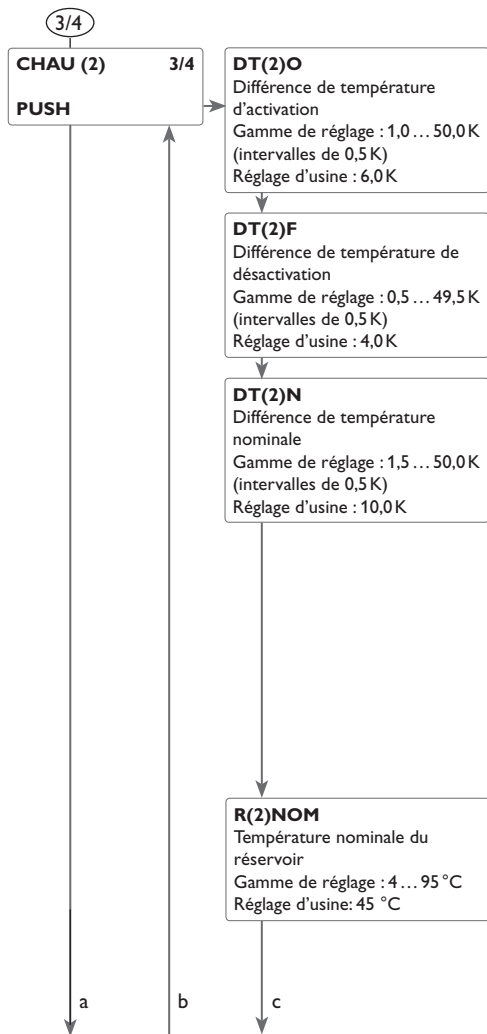 3/4
CHAU (2) 3/4
PUSH
DT(2)O
Différence de température
d'activation
Gamme de réglage : 1,0 … 50,0 K
(intervalles de 0,5 K)
Réglage d'usine : 6,0 K
DT(2)F
Différence de température de
désactivation
Gamme de réglage : 0,5 … 49,5 K
(intervalles de 0,5 K)
Réglage d'usine : 4,0 K
DT(2)N
Différence de température
nominale
Gamme de réglage : 1,5 … 50,0 K
(intervalles de 0,5 K)
Réglage d'usine : 10,0 K
R(2)NOM
Température nominale du
réservoir
Gamme de réglage : 4 … 95 °C
Réglage d'usine: 45 °C
a b c